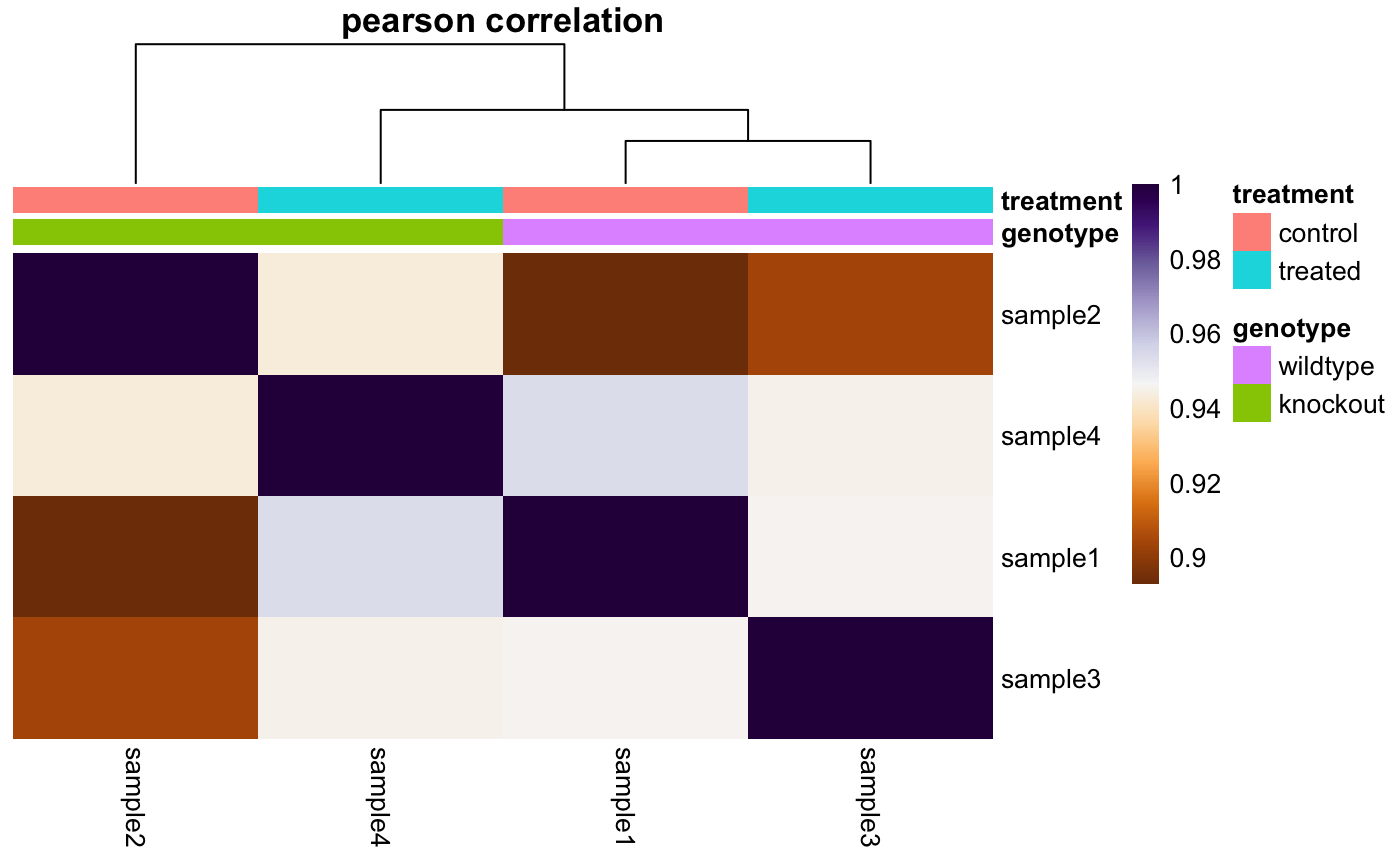 pearson correlation
treatment
genotype
sample2
sample4
sample1
sample3
sample2
sample4
sample1
sample3
1
0.98
0.96
0.94
0.92
0.9
treatment
control
treated
genotype
wildtype
knockout